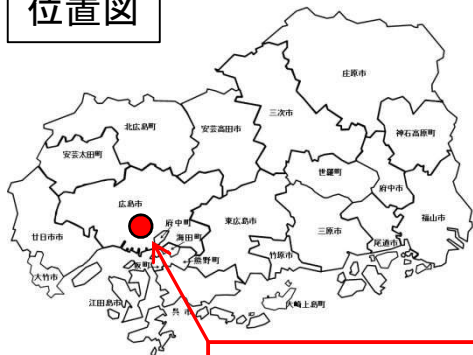 位置図
庄原市
三次市
北広島町
安芸高田市
神石高原町
安芸太田町
世羅町
府中市
広島市
福山市
府中町
東広島市
三原市
海田町
尾道市
廿日市市
熊野町
竹原市
坂町
大竹市
江田島市
大崎上島町
呉市